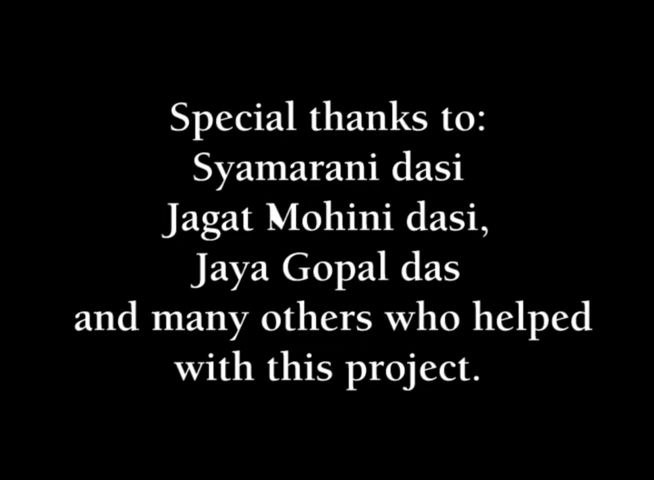 Special thanks to:
Syamarani dasi
Jagat Mohini dasi,
Jaya Gopal das
and many others who helped
with this project.